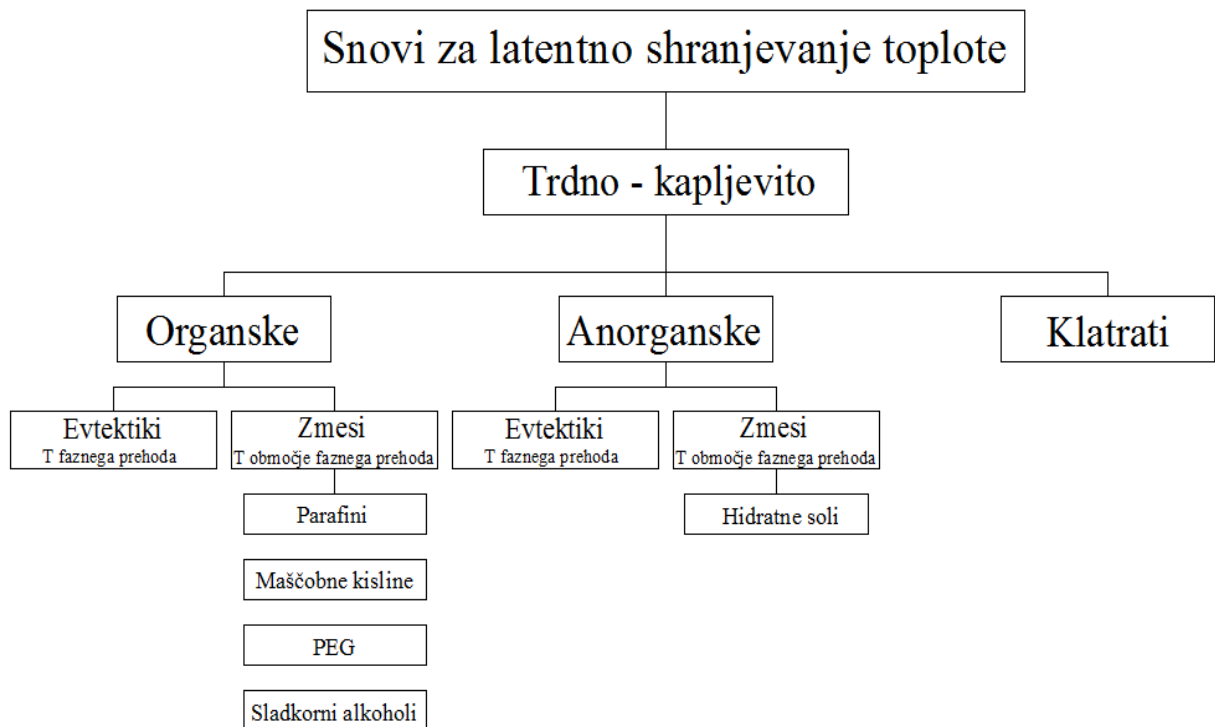 Snovi za latentno shranjevanje toplote
Trdno - kapljevito
Organske
Anorganske
Klatrati
Evtektiki
T faznega prehoda
Zmesi
T območje faznega prehoda
Evtektiki
T faznega prehoda
Zmesi
T območje faznega prehoda
Parafini
Hidratne soli
Maščobne kisline
PEG
Sladkorni alkoholi